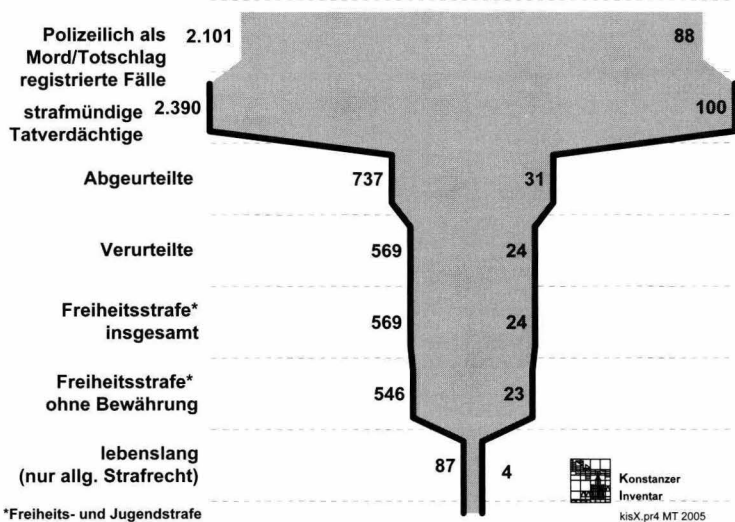 Polizeilich als 2.101 88
Mord/Totschlag
registrierte Fälle
strafmündige 2.390 100
Tatverdächtige
Abgeurteilte 737 31
Verurteilte 569 24
Freiheitsstrafe* 569 24
insgesamt
Freiheitsstrafe*
ohne Bewährung 546 23
lebenslang
(nur allg. Strafrecht) 87 4
Konstanzer
Inventar
*Freiheits- und Jugendstrafe kisX.pr4 MT 2005